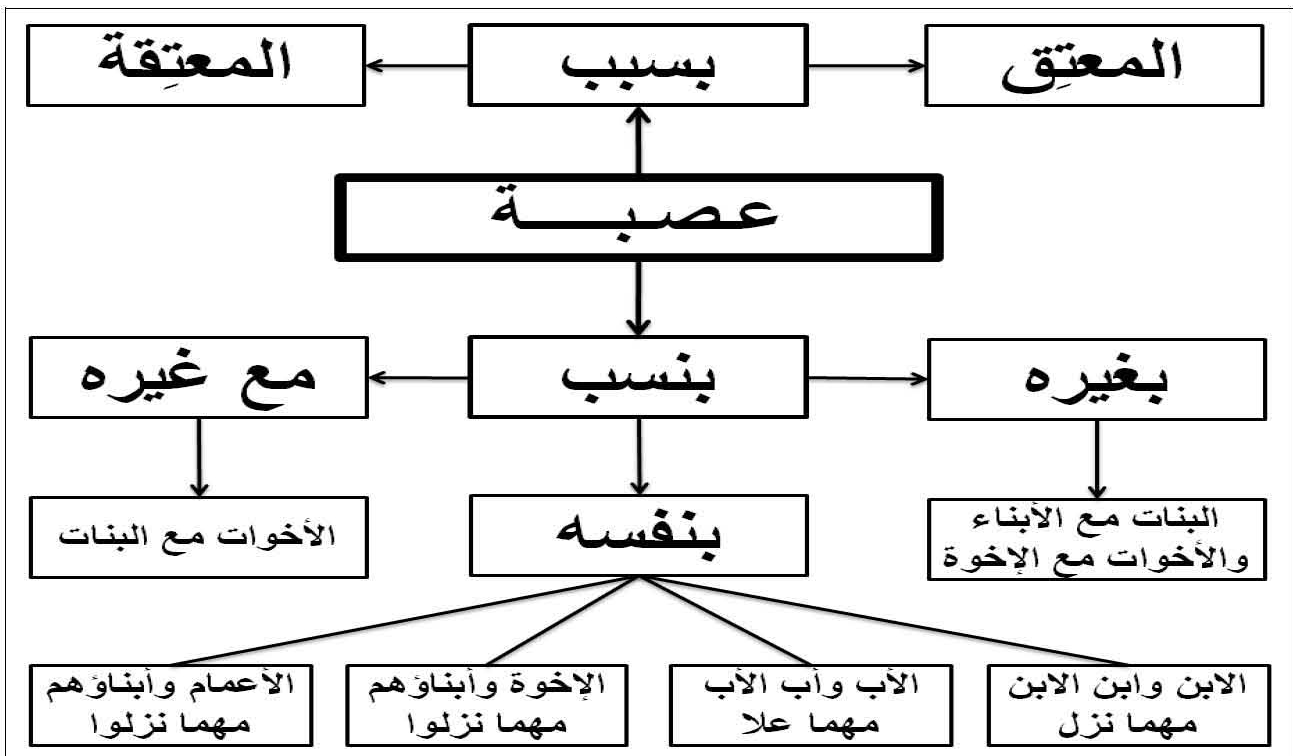 المعتِق
بسبب
المعتِقة
عصبة
بغيره
بنسب
مع غيره
البنات مع الأبناء
والأخوات مع الإخوة
بنفسه
الأخوات مع البنات
الابن وابن الابن
مهما نزل
الأب وأب الأب
مهما علا
الإخوة وأبناؤهم
مهما نزلوا
الأعمام وأبناؤهم
مهما نزلوا